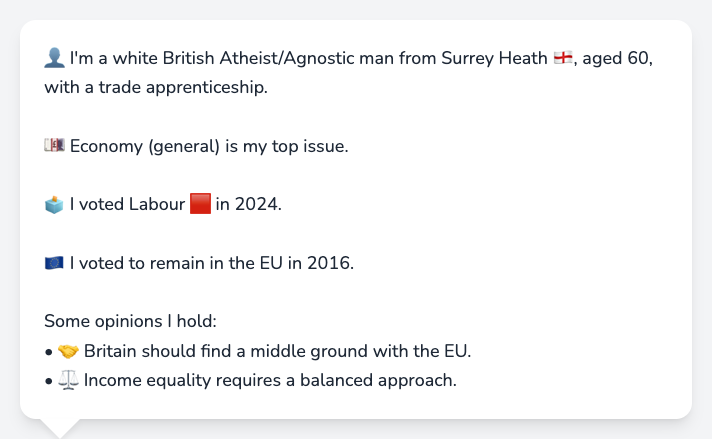 👤 I'm a white British Atheist/Agnostic man from Surrey Heath 🏴󠁧󠁢󠁥󠁮󠁧󠁿, aged 60,
with a trade apprenticeship.
💷 Economy (general) is my top issue.
🗳️ I voted Labour 🟥 in 2024.
🇪🇺 I voted to remain in the EU in 2016.
Some opinions I hold:
• 🤝 Britain should find a middle ground with the EU.
• ⚖️ Income equality requires a balanced approach.